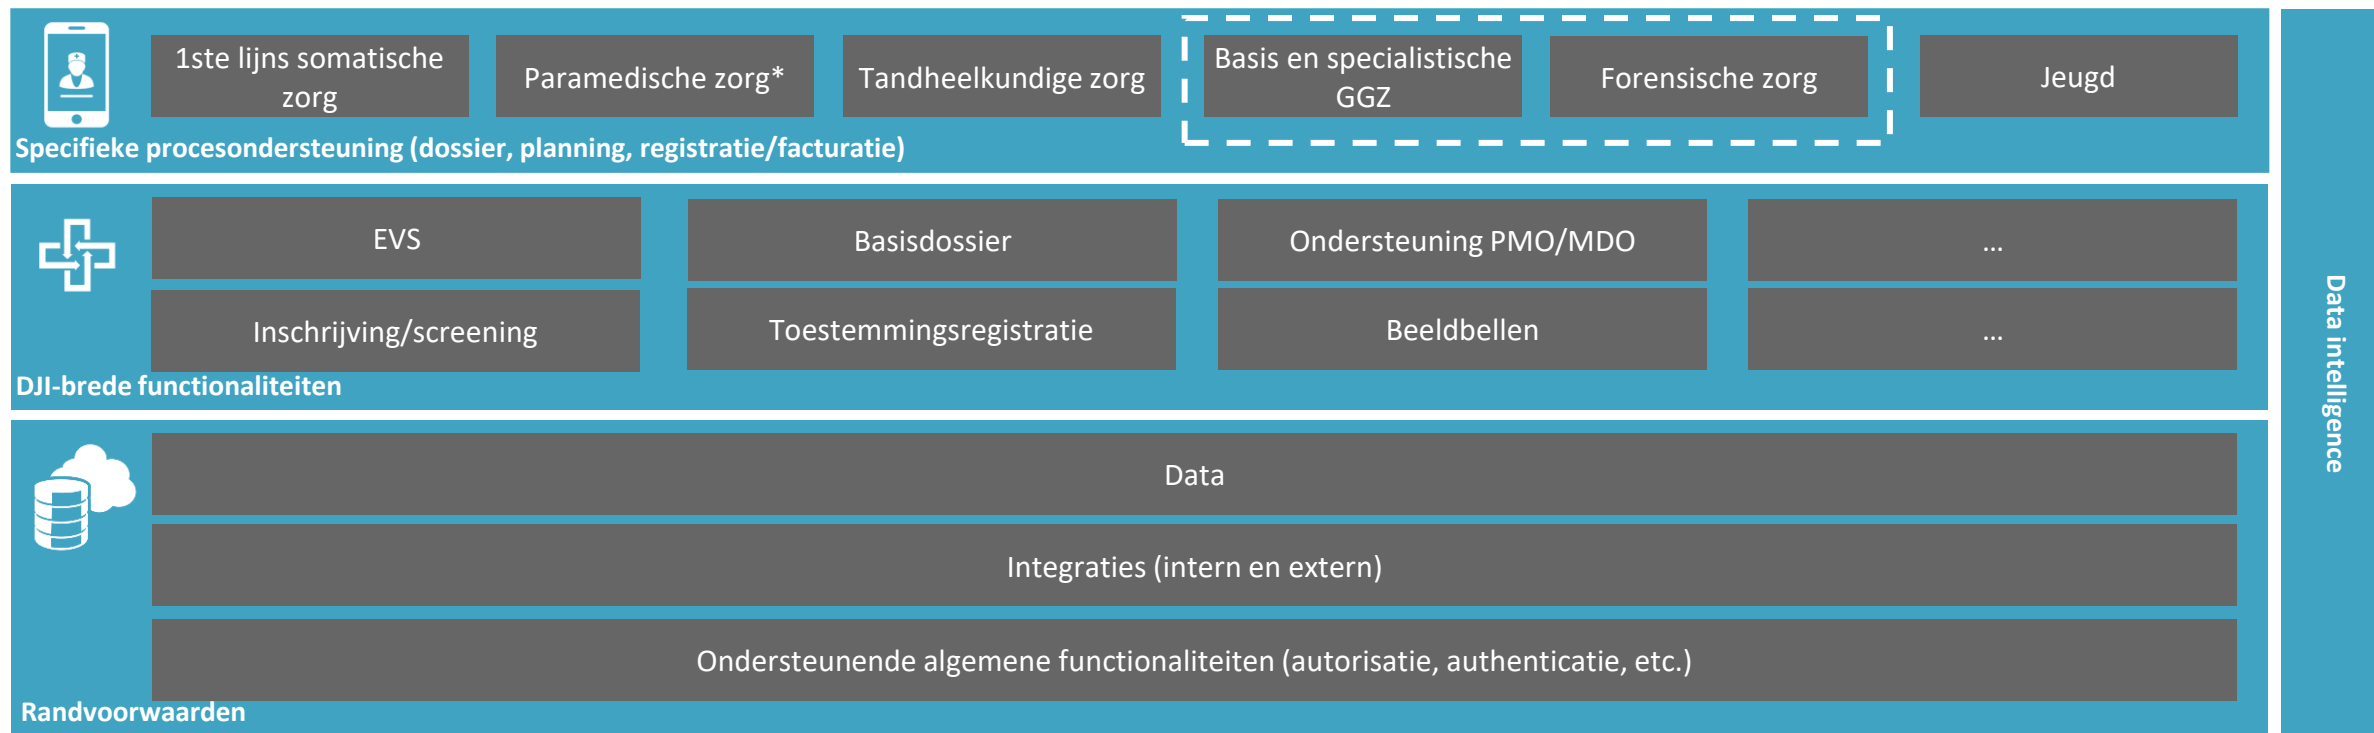 1ste lijns somatische
zorg
Paramedische zorg*
Tandheelkundige zorg
Basis en specialistische
GGZ
Forensische zorg
Jeugd
Specifieke procesondersteuning (dossier, planning, registratie/facturatie)
EVS
Basisdossier
Ondersteuning PMO/MDO
...
Inschrijving/screening
Toestemmingsregistratie
Beeldbellen
...
DJI-brede functionaliteiten
Data
Integraties (intern en extern)
Ondersteunende algemene functionaliteiten (autorisatie, authenticatie, etc.)
Randvoorwaarden
Data intelligence